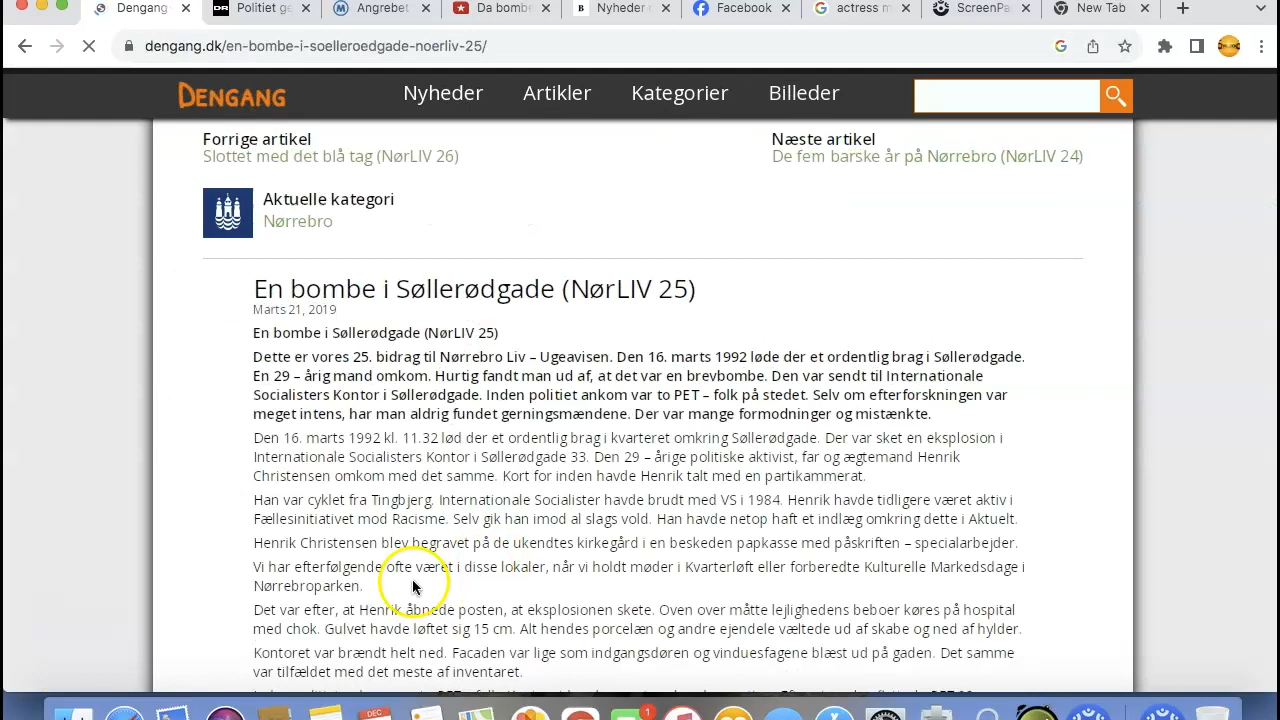 Dengang
Politiet ge
Angrebet
Da bombe
Nyheder
Facebook
actress m
ScreenPa
New Tab
dengang.dk/en-bombe-i-soelleroedgade-noerliv-25/
DENGANG
Nyheder
Artikler
Kategorier
Billeder
Forrige artikel
Næste artikel
Slottet med det blå tag (NørLIV 26)
De fem barske år på Nørrebro (NørLIV 24)
Aktuelle kategori
Nørrebro
En bombe i Søllerødgade (NørLIV 25)
Marts 21, 2019
En bombe i Søllerødgade (NørLIV 25)
Dette er vores 25. bidrag til Nørrebro Liv – Ugeavisen. Den 16. marts 1992 løde der et ordentlig brag i Søllerødgade.
En 29 – årig mand omkom. Hurtig fandt man ud af, at det var en brevbombe. Den var sendt til Internationale
Socialisters Kontor i Søllerødgade. Inden politiet ankom var to PET – folk på stedet. Selv om efterforskningen var
meget intens, har man aldrig fundet gerningsmændene. Der var mange formodninger og mistænkte.
Den 16. marts 1992 kl. 11.32 lød der et ordentlig brag i kvarteret omkring Søllerødgade. Der var sket en eksplosion i
Internationale Socialisters Kontor i Søllerødgade 33. Den 29 – årige politiske aktivist, far og ægtemand Henrik
Christensen omkom med det samme. Kort for inden havde Henrik talt med en partikammerat.
Han var cyklet fra Tingbjerg. Internationale Socialister havde brudt med VS i 1984. Henrik havde tidligere været aktiv i
Fællesinitiativet mod Racisme. Selv gik han imod al slags vold. Han havde netop haft et indlæg omkring dette i Aktuelt.
Henrik Christensen blev begravet på de ukendtes kirkegård i en beskeden papkasse med påskriften – specialarbejder.
Vi har efterfølgende ofte været i disse lokaler, når vi holdt møder i Kvarterløft eller forberedte Kulturelle Markedsdage i
Nørrebroparken.
Det var efter, at Henrik åbnede posten, at eksplosionen skete. Oven over måtte lejlighedens beboer køres på hospital
med chok. Gulvet havde løftet sig 15 cm. Alt hendes porcelæn og andre ejendele væltede ud af skabe og ned af hylder.
Kontoret var brændt helt ned. Facaden var lige som indgangsdøren og vinduesfagene blæst ud på gaden. Det samme
var tilfældet med det meste af inventaret.
DEC
1